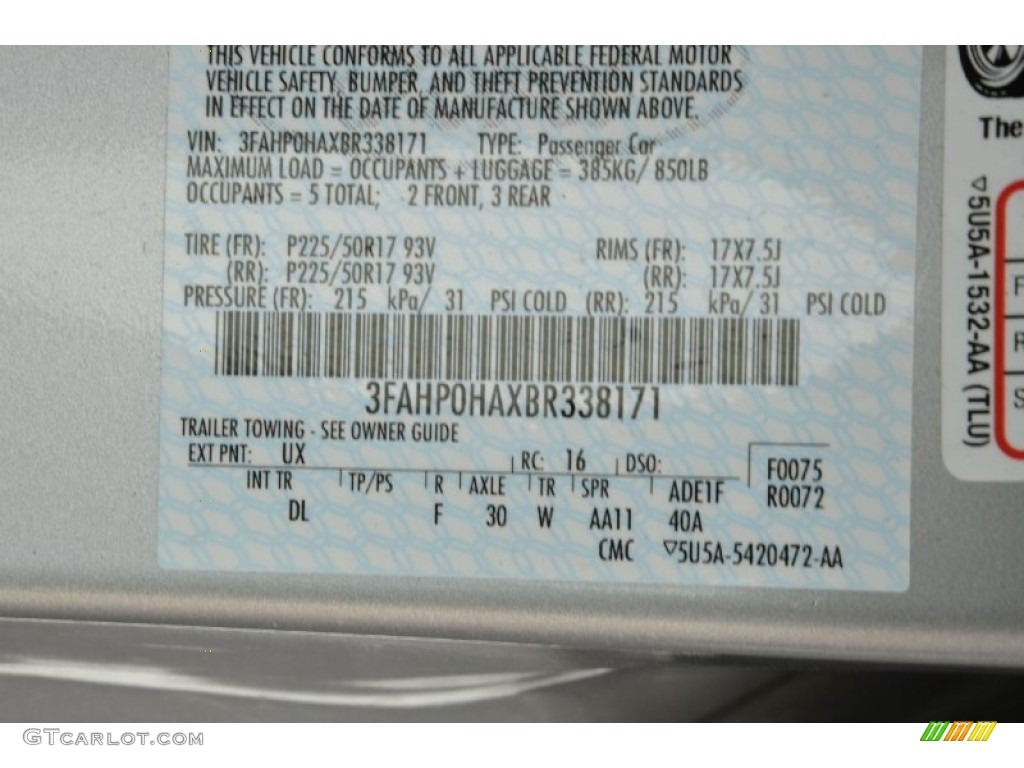 THIS VEHICLE CONFORMS TO ALL APPLICABLE FEDERAL MOTOR
VEHICLE SAFETY, BUMPER, AND THEFT PREVENTION STANDARDS
IN EFFECT ON THE DATE OF MANUFACTURE SHOWN ABOVE.
VIN: 3FAHP0HAXBR338171 TYPE: Passenger Car
MAXIMUM LOAD = OCCUPANTS + LUGGAGE = 385KG/ 850LB
OCCUPANTS = 5 TOTAL; 2 FRONT, 3 REAR
TIRE (FR): P225/50R17 93V RIMS (FR): 17X7.5J
(RR): P225/50R17 93V (RR): 17X7.5J
PRESSURE (FR): 215 kPa/ 31 PSI COLD (RR): 215 kPa/ 31 PSI COLD
3FAHP0HAXBR338171
TRAILER TOWING - SEE OWNER GUIDE
EXT PNT: UX RC: 16 DSO: F0075
INT TR TP/PS R AXLE TR SPR ADE1F R0072
DL F 30 W AA11 40A
CMC ▽5U5A-5420472-AA
The
▽5U5A-1532-AA (TLU)
F
R
S
GTCARLOT.COM